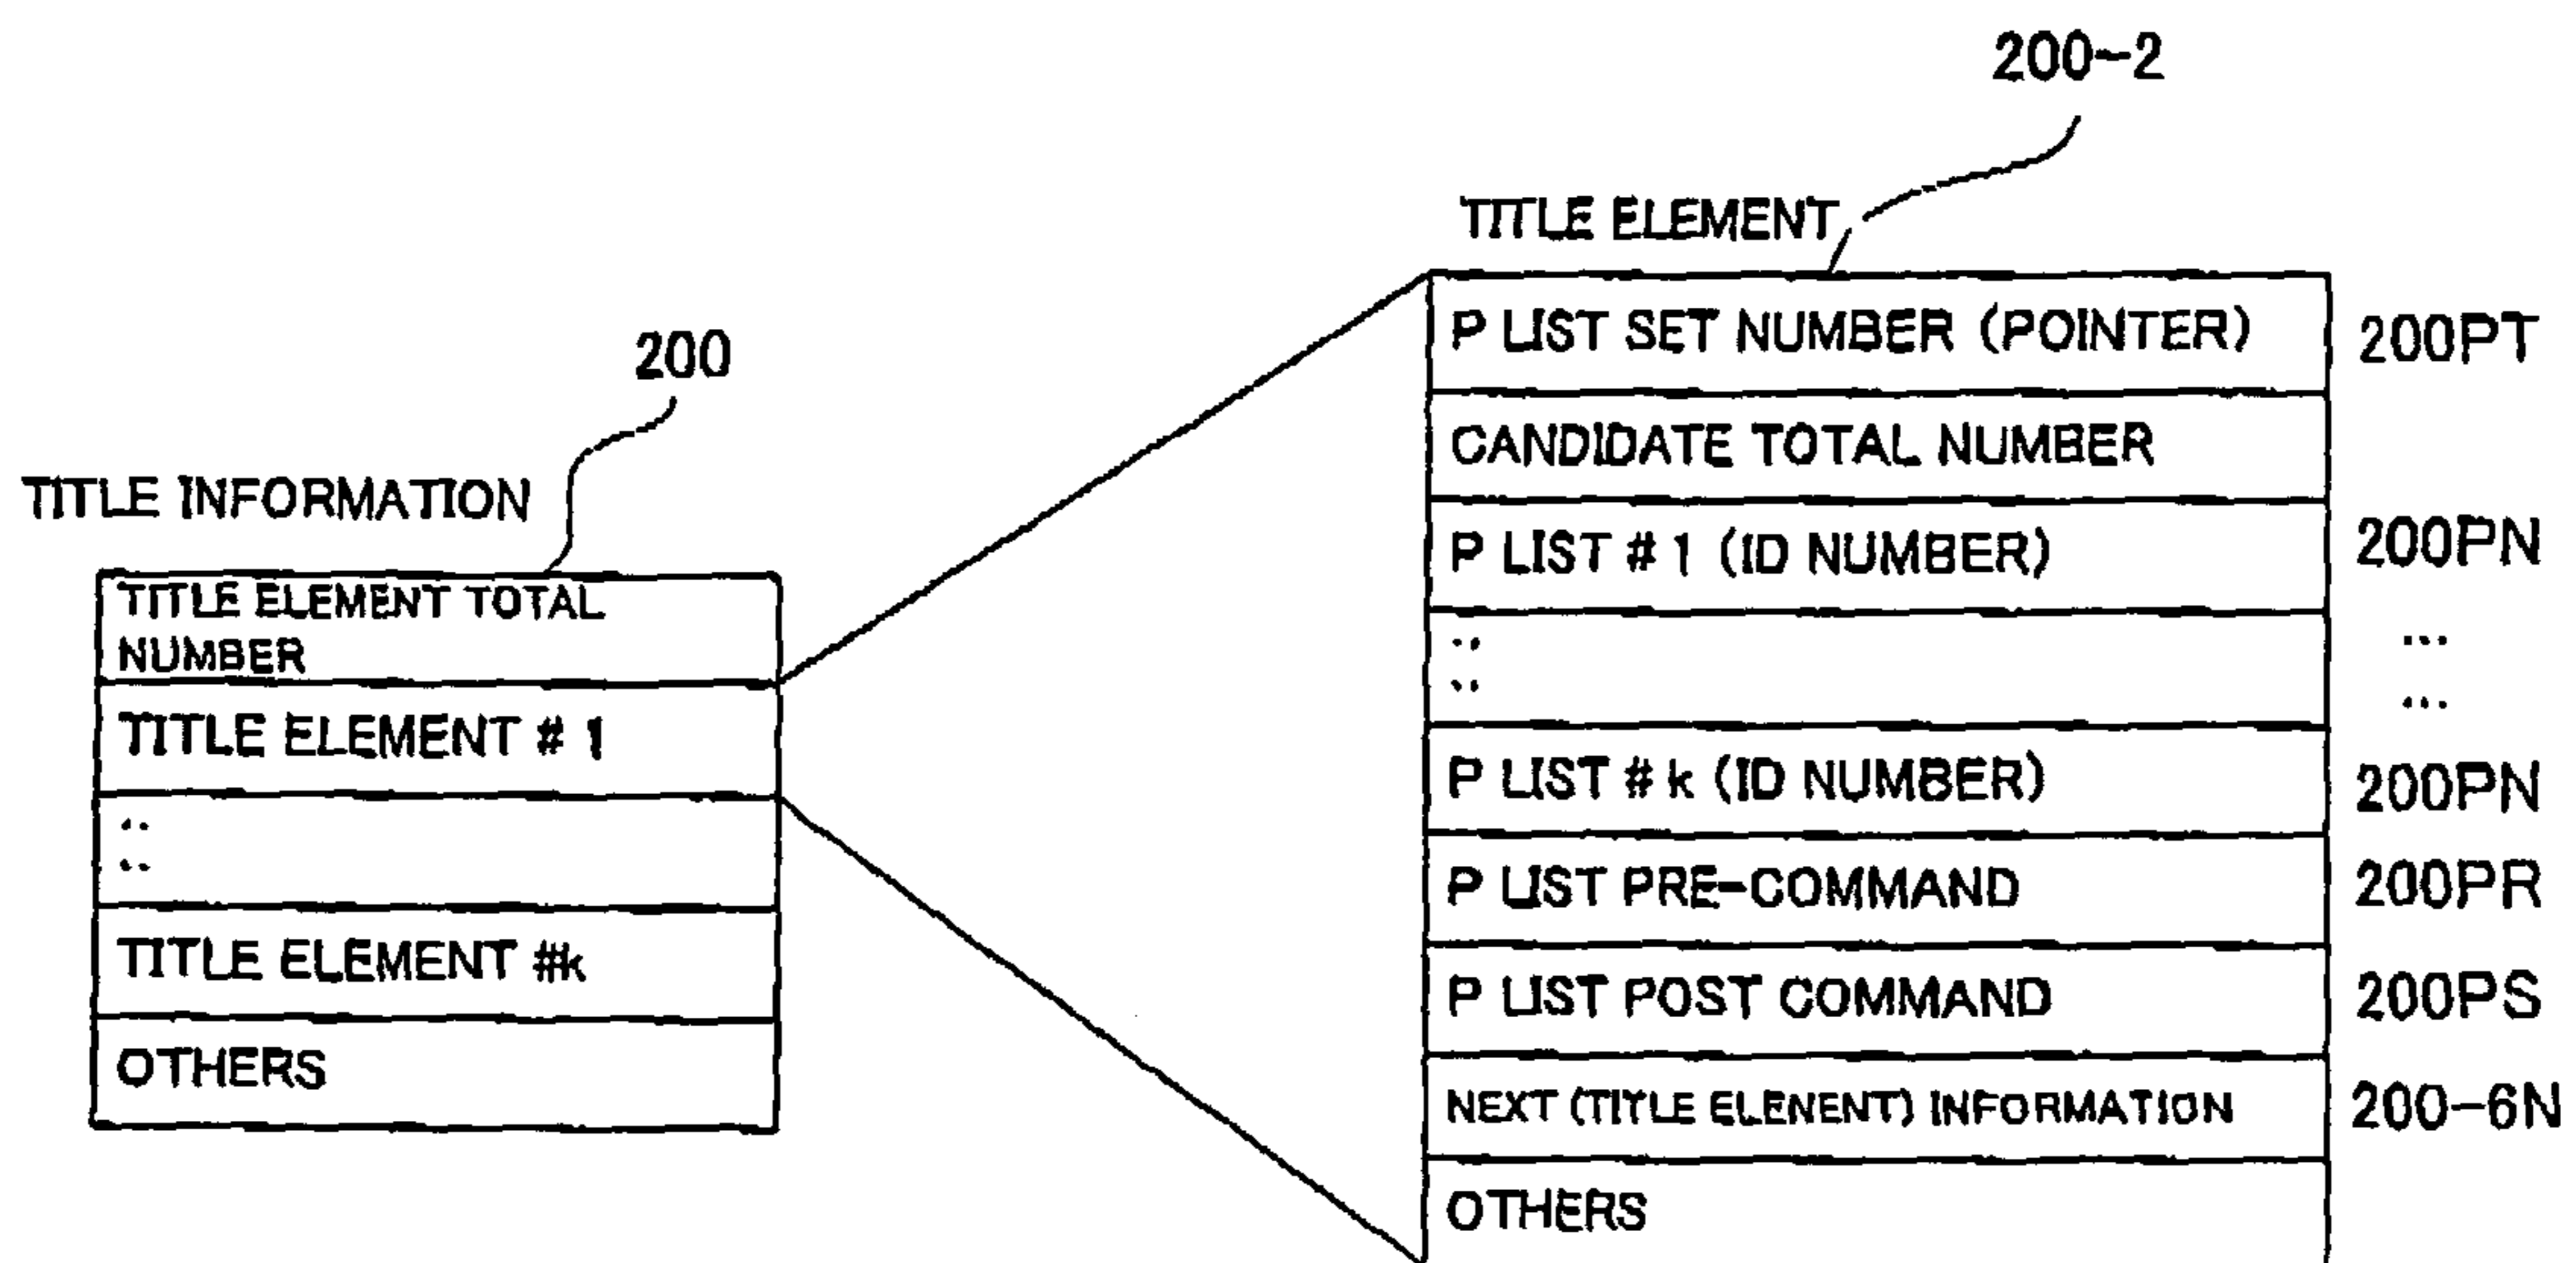 200-2
TITLE ELEMENT
200
TITLE INFORMATION
TITLE ELEMENT TOTAL
NUMBER
TITLE ELEMENT # 1
TITLE ELEMENT #k
OTHERS
P LIST SET NUMBER (POINTER) 200PT
CANDIDATE TOTAL NUMBER
P LIST # 1 (ID NUMBER) 200PN
...
...
P LIST # k (ID NUMBER) 200PN
P LIST PRE-COMMAND 200PR
P LIST POST COMMAND 200PS
NEXT (TITLE ELENENT) INFORMATION 200-6N
OTHERS